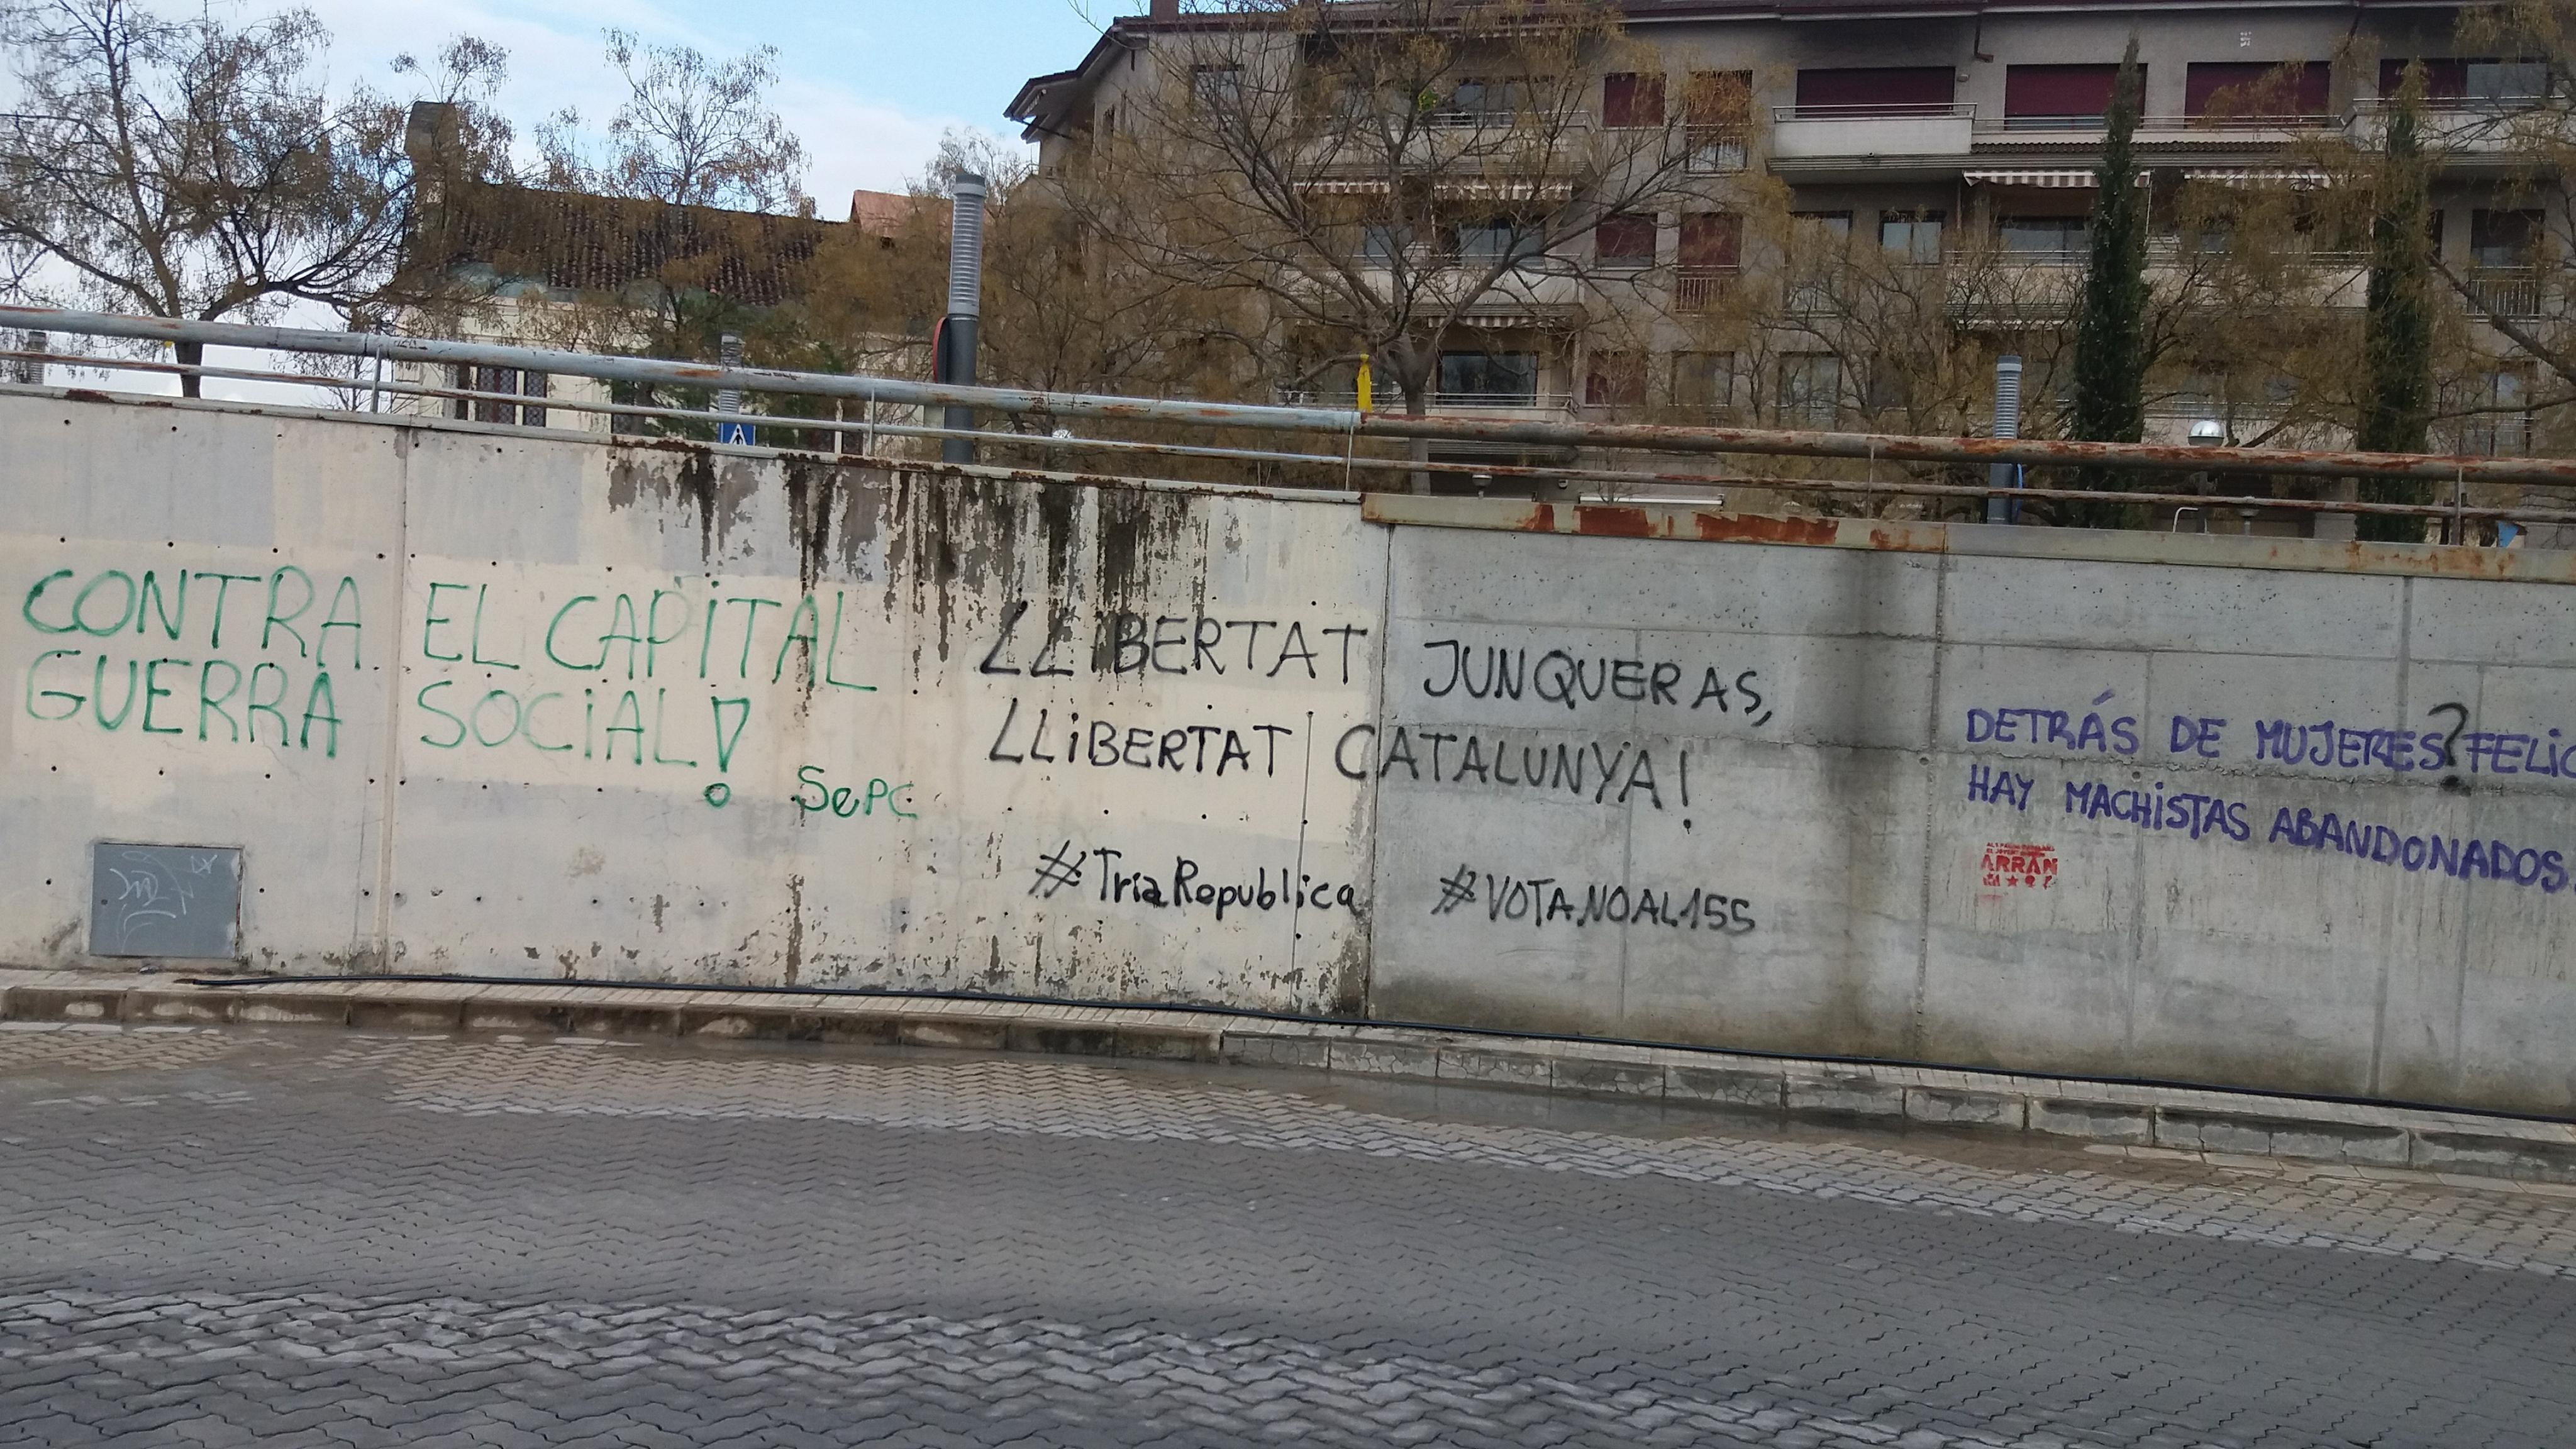 CONTRA EL CAPITAL
GUERRA SOCIAL!
SePC
LLIBERTAT JUNQUERAS,
LLIBERTAT CATALUNYA!
#TriaRepublica #VOTANOAL155
DETRÁS DE MUJERES ? FELIC
HAY MACHISTAS ABANDONADOS
ARRAN